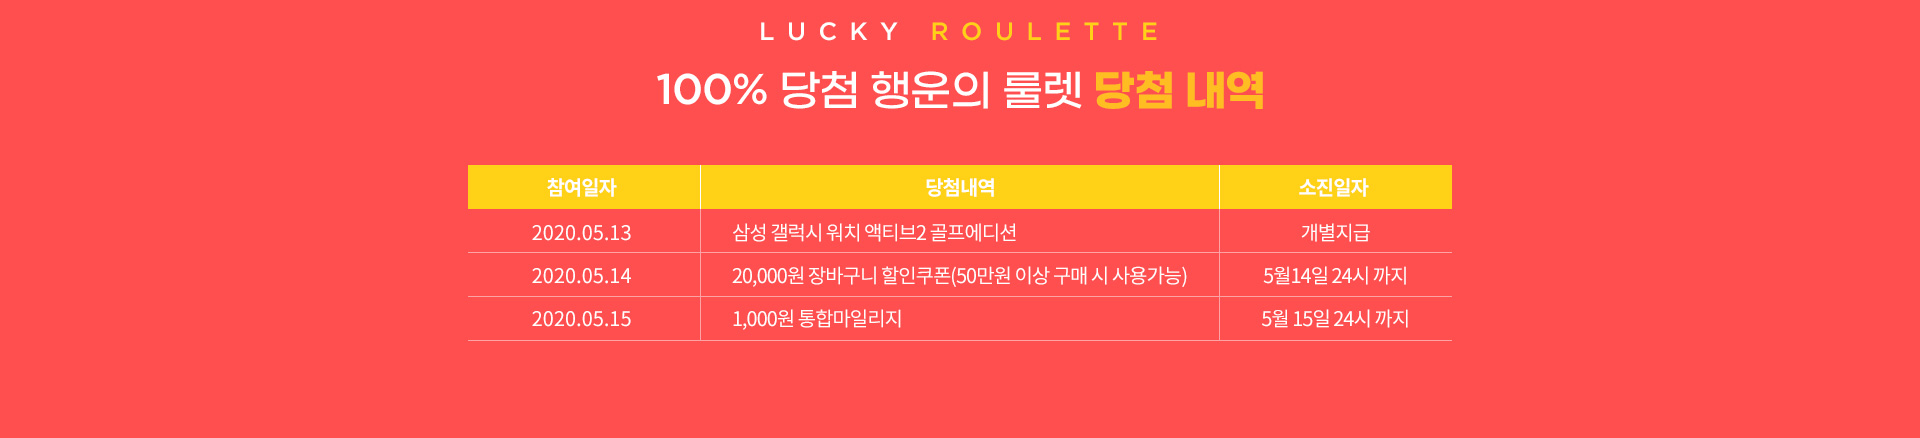 LUCKY ROULETTE
100% 당첨 행운의 룰렛 당첨 내역
참여일자 당첨내역 소진일자
2020.05.13 삼성 갤럭시 워치 액티브2 골프에디션 개별지급
2020.05.14 20,000원 장바구니 할인쿠폰(50만원 이상 구매 시 사용가능) 5월14일 24시 까지
2020.05.15 1,000원 통합마일리지 5월 15일 24시 까지